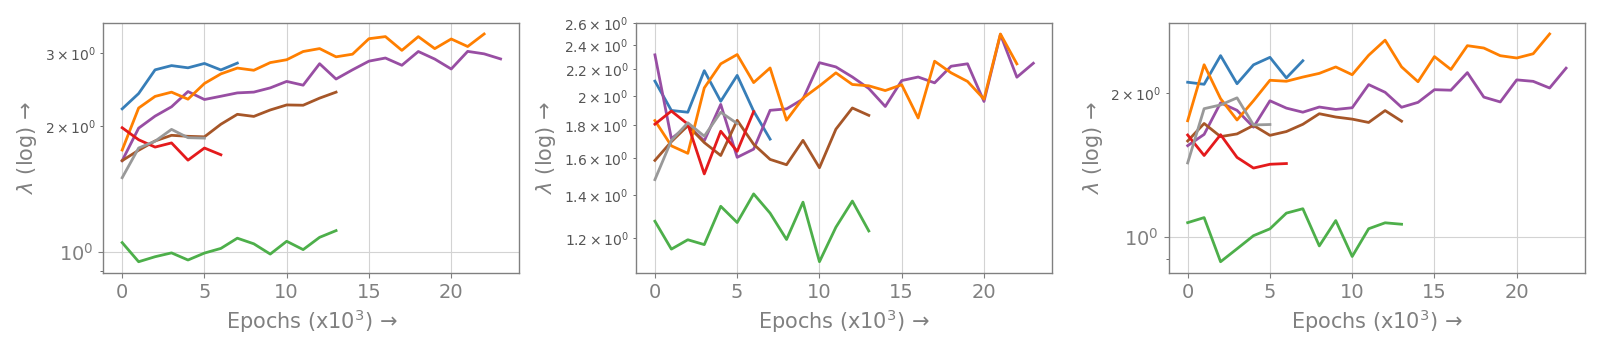 λ (log) →
3 × 10⁰
2 × 10⁰
10⁰
0 5 10 15 20
Epochs (x10³) →
λ (log) →
2.6 × 10⁰
2.4 × 10⁰
2.2 × 10⁰
2 × 10⁰
1.8 × 10⁰
1.6 × 10⁰
1.4 × 10⁰
1.2 × 10⁰
0 5 10 15 20
Epochs (x10³) →
λ (log) →
2 × 10⁰
10⁰
0 5 10 15 20
Epochs (x10³) →